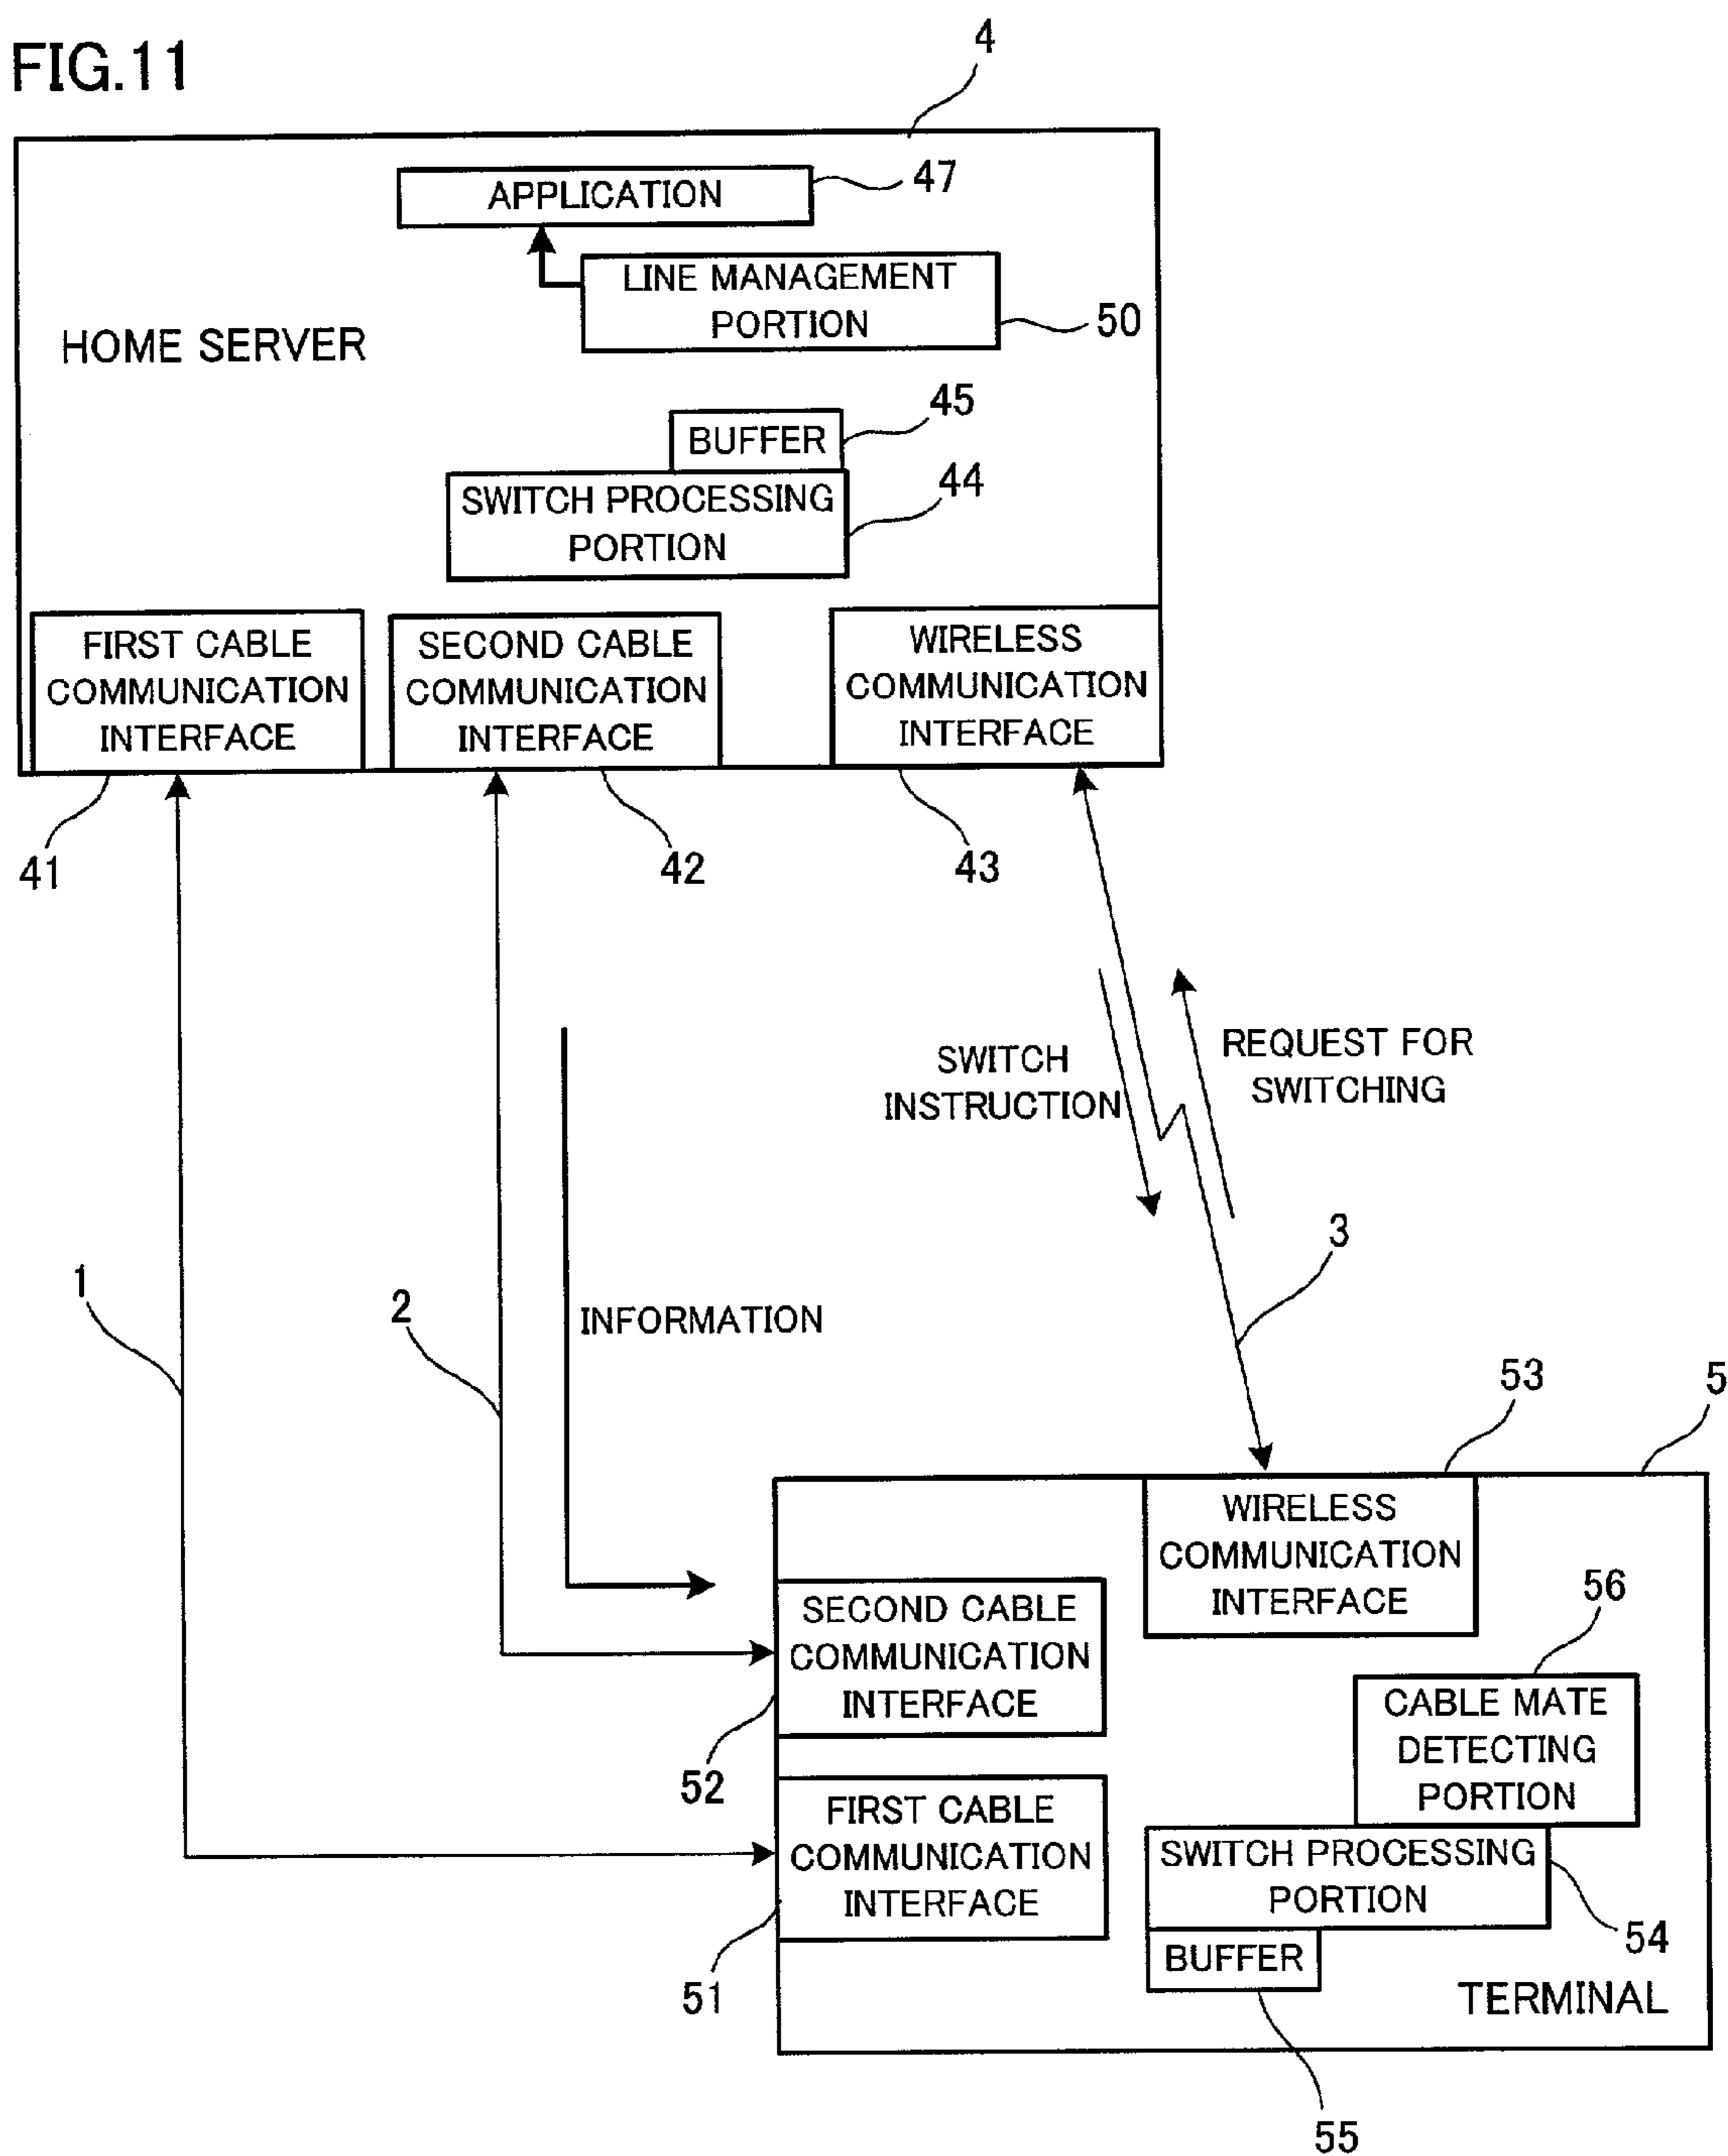 FIG.11
4
APPLICATION
47
LINE MANAGEMENT
PORTION
50
HOME SERVER
BUFFER
45
SWITCH PROCESSING
PORTION
44
FIRST CABLE
COMMUNICATION
INTERFACE
SECOND CABLE
COMMUNICATION
INTERFACE
WIRELESS
COMMUNICATION
INTERFACE
41
42
43
SWITCH
INSTRUCTION
REQUEST FOR
SWITCHING
1
2
INFORMATION
3
53
5
WIRELESS
COMMUNICATION
INTERFACE
SECOND CABLE
COMMUNICATION
INTERFACE
52
56
CABLE MATE
DETECTING
PORTION
FIRST CABLE
COMMUNICATION
INTERFACE
51
SWITCH PROCESSING
PORTION
54
BUFFER
TERMINAL
55